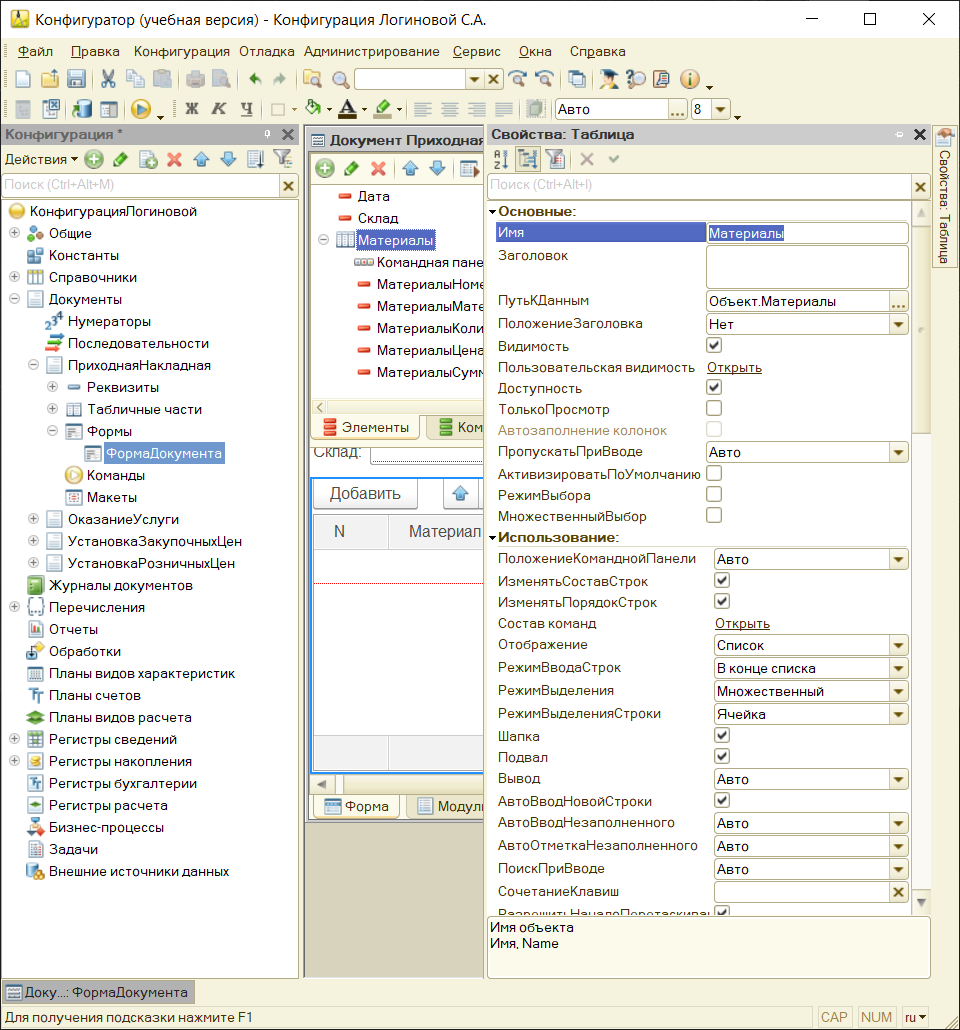 Конфигуратор (учебная версия) - Конфигурация Логиновой С.А.
Файл Правка Конфигурация Отладка Администрирование Сервис Окна Справка
Ж К Ч Авто 8
Конфигурация *
Действия
Поиск (Ctrl+Alt+M)
КонфигурацияЛогиновой
Общие
Константы
Справочники
Документы
Нумераторы
Последовательности
ПриходнаяНакладная
Реквизиты
Табличные части
Формы
ФормаДокумента
Команды
Макеты
ОказаниеУслуги
УстановкаЗакупочныхЦен
УстановкаРозничныхЦен
Журналы документов
Перечисления
Отчеты
Обработки
Планы видов характеристик
Планы счетов
Планы видов расчета
Регистры сведений
Регистры накопления
Регистры бухгалтерии
Регистры расчета
Бизнес-процессы
Задачи
Внешние источники данных
Документ Приходная
Дата
Склад
Материалы
Командная пане
МатериалыНоме
МатериалыМате
МатериалыКоли
МатериалыЦена
МатериалыСумм
Элементы Ком
Склад:
Добавить
N Материал
Форма Модул
Свойства: Таблица
Поиск (Ctrl+Alt+I)
Основные:
Имя Материалы
Заголовок
ПутьКДанным Объект.Материалы ...
ПоложениеЗаголовка Нет
Видимость
Пользовательская видимость Открыть
Доступность
ТолькоПросмотр
Автозаполнение колонок
ПропускатьПриВводе Авто
АктивизироватьПоУмолчанию
РежимВыбора
МножественныйВыбор
Использование:
ПоложениеКоманднойПанели Авто
ИзменятьСоставСтрок
ИзменятьПорядокСтрок
Состав команд Открыть
Отображение Список
РежимВводаСтрок В конце списка
РежимВыделения Множественный
РежимВыделенияСтроки Ячейка
Шапка
Подвал
Вывод Авто
АвтоВводНовойСтроки
АвтоВводНезаполненного Авто
АвтоОтметкаНезаполненного Авто
ПоискПриВводе Авто
СочетаниеКлавиш
РазрешитьНачалоПеретаскива
Имя объекта
Имя, Name
Свойства: Таблица
Доку...: ФормаДокумента
Для получения подсказки нажмите F1 CAP NUM ru